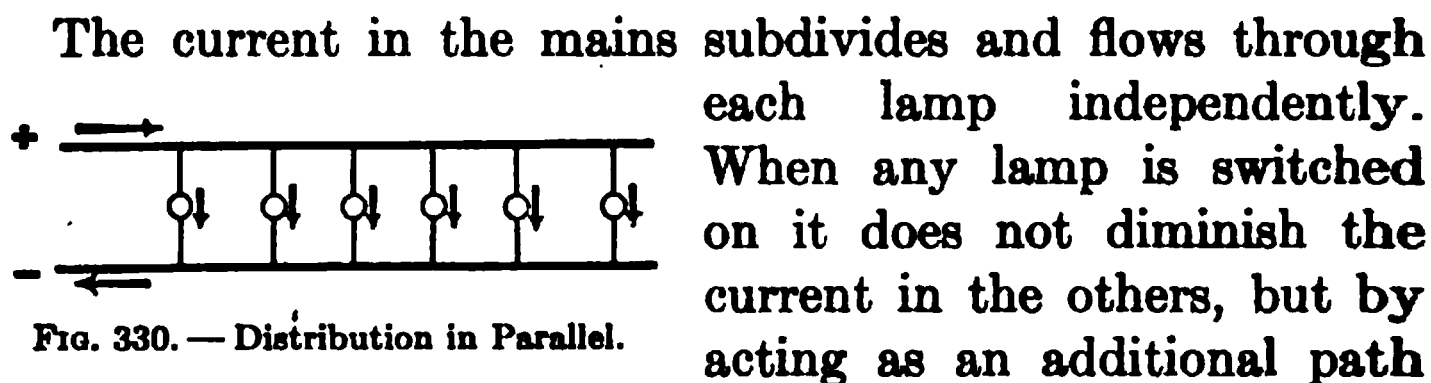 The current in the mains subdivides and flows through
each lamp independently.
When any lamp is switched
on it does not diminish the
current in the others, but by
acting as an additional path
+
−
FIG. 330. — Distribution in Parallel.